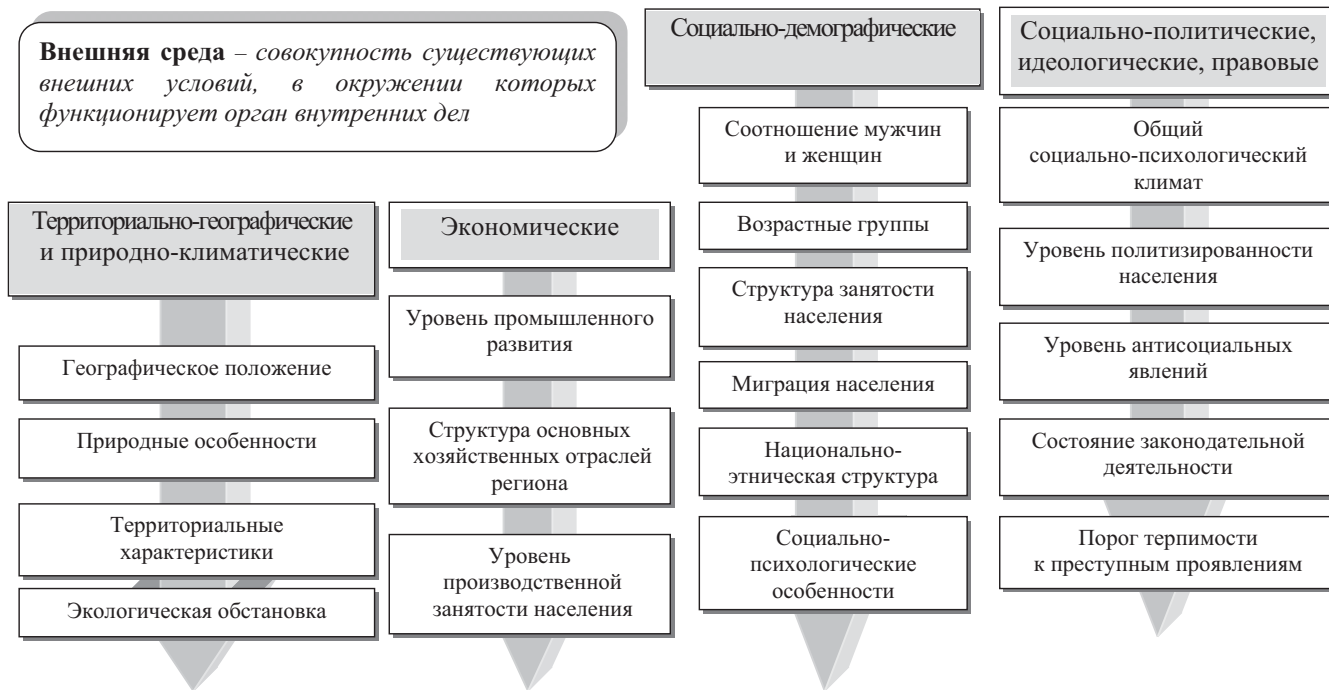 Внешняя среда – совокупность существующих
внешних условий, в окружении которых
функционирует орган внутренних дел
Территориально-географические
и природно-климатические
Географическое положение
Природные особенности
Территориальные
характеристики
Экологическая обстановка
Экономические
Уровень промышленного
развития
Структура основных
хозяйственных отраслей
региона
Уровень
производственной
занятости населения
Социально-демографические
Соотношение мужчин
и женщин
Возрастные группы
Структура занятости
населения
Миграция населения
Национально-
этническая структура
Социально-
психологические
особенности
Социально-политические,
идеологические, правовые
Общий
социально-психологический
климат
Уровень политизированности
населения
Уровень антисоциальных
явлений
Состояние законодательной
деятельности
Порог терпимости
к преступным проявлениям